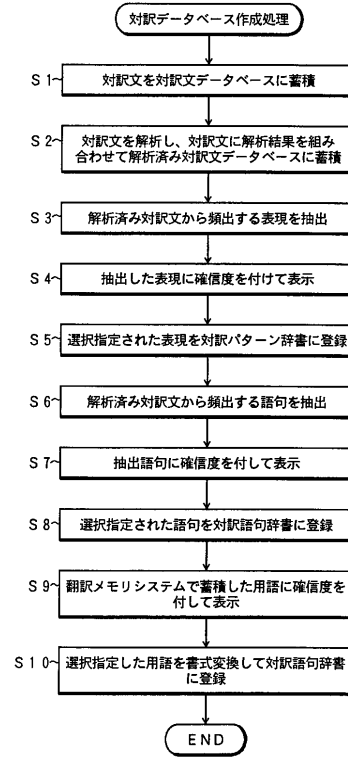 対訳データベース作成処理
S1
対訳文を対訳文データベースに蓄積
S2
対訳文を解析し、対訳文に解析結果を組み
合わせて解析済み対訳文データベースに蓄積
S3
解析済み対訳文から頻出する表現を抽出
S4
抽出した表現に確信度を付けて表示
S5
選択指定された表現を対訳パターン辞書に登録
S6
解析済み対訳文から頻出する語句を抽出
S7
抽出語句に確信度を付して表示
S8
選択指定された語句を対訳語句辞書に登録
S9
翻訳メモリシステムで蓄積した用語に確信度を
付して表示
S10
選択指定した用語を書式変換して対訳語句辞書
に登録
END